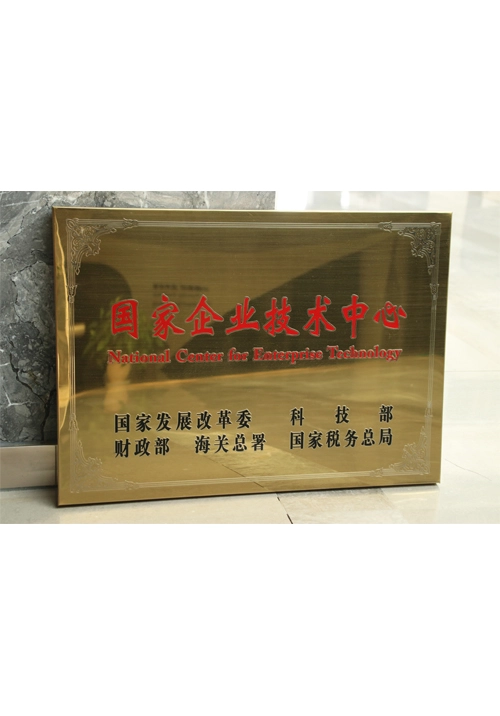 国家企业技术中心
National Center for Enterprise Technology
国家发展改革委 科技部
财政部 海关总署 国家税务总局